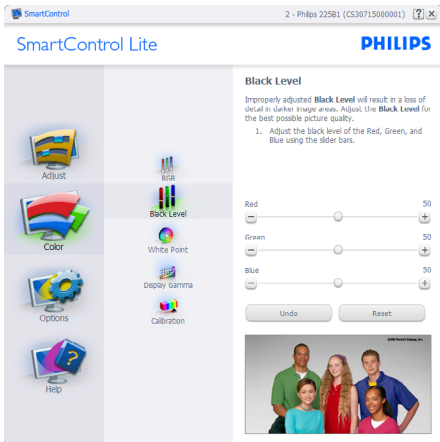 SmartControl
2 - Philips 225B1 (CS30715000001)
SmartControl Lite
PHILIPS
Adjust
Color
Options
Help
RGB
Black Level
White Point
Display Gamma
Calibration
Black Level
Improperly adjusted Black Level will result in a loss of
detail in darker image areas. Adjust the Black Level for
the best possible picture quality.
1. Adjust the black level of the Red, Green, and
Blue using the slider bars.
Red 50
Green 50
Blue 50
Undo
Reset